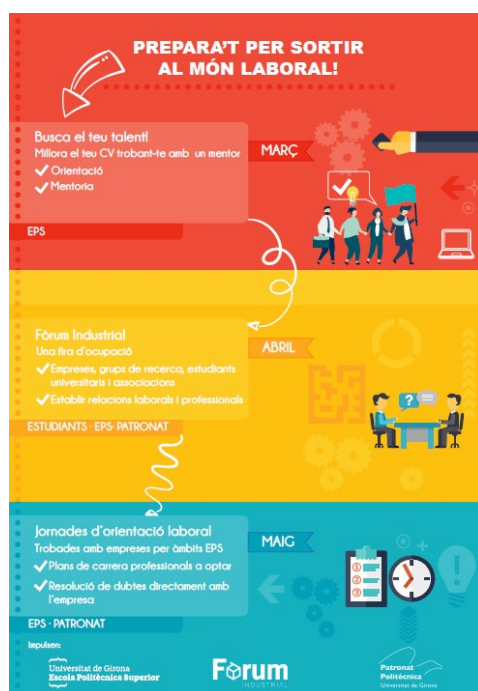 PREPARA'T PER SORTIR
AL MÓN LABORAL!
Busca el teu talent!
Millora el teu CV trobant-te amb un mentor
Orientació
Mentoria
MARÇ
EPS
Fòrum Industrial
Una fira d'ocupació
Empreses, grups de recerca, estudiants
universitaris i associacions
Establir relacions laborals i professionals
ABRIL
ESTUDIANTS · EPS· PATRONAT
?
Jornades d'orientació laboral
Trobades amb empreses per àmbits EPS
Plans de carrera professionals a optar
Resolució de dubtes directament amb
l'empresa
MAIG
1
2
3
EPS · PATRONAT
Impulsen:
Universitat de Girona
Escola Politècnica Superior
Fòrum
INDUSTRIAL
Patronat
Politècnica
Universitat de Girona